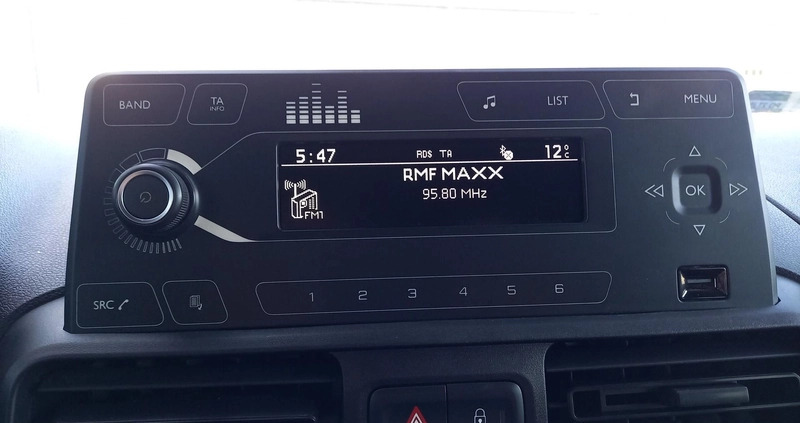 BAND
TA
INFO
LIST
MENU
5:47 RDS TA 12°C
RMF MAXX
95.80 MHz
FM1
OK
SRC
1 2 3 4 5 6